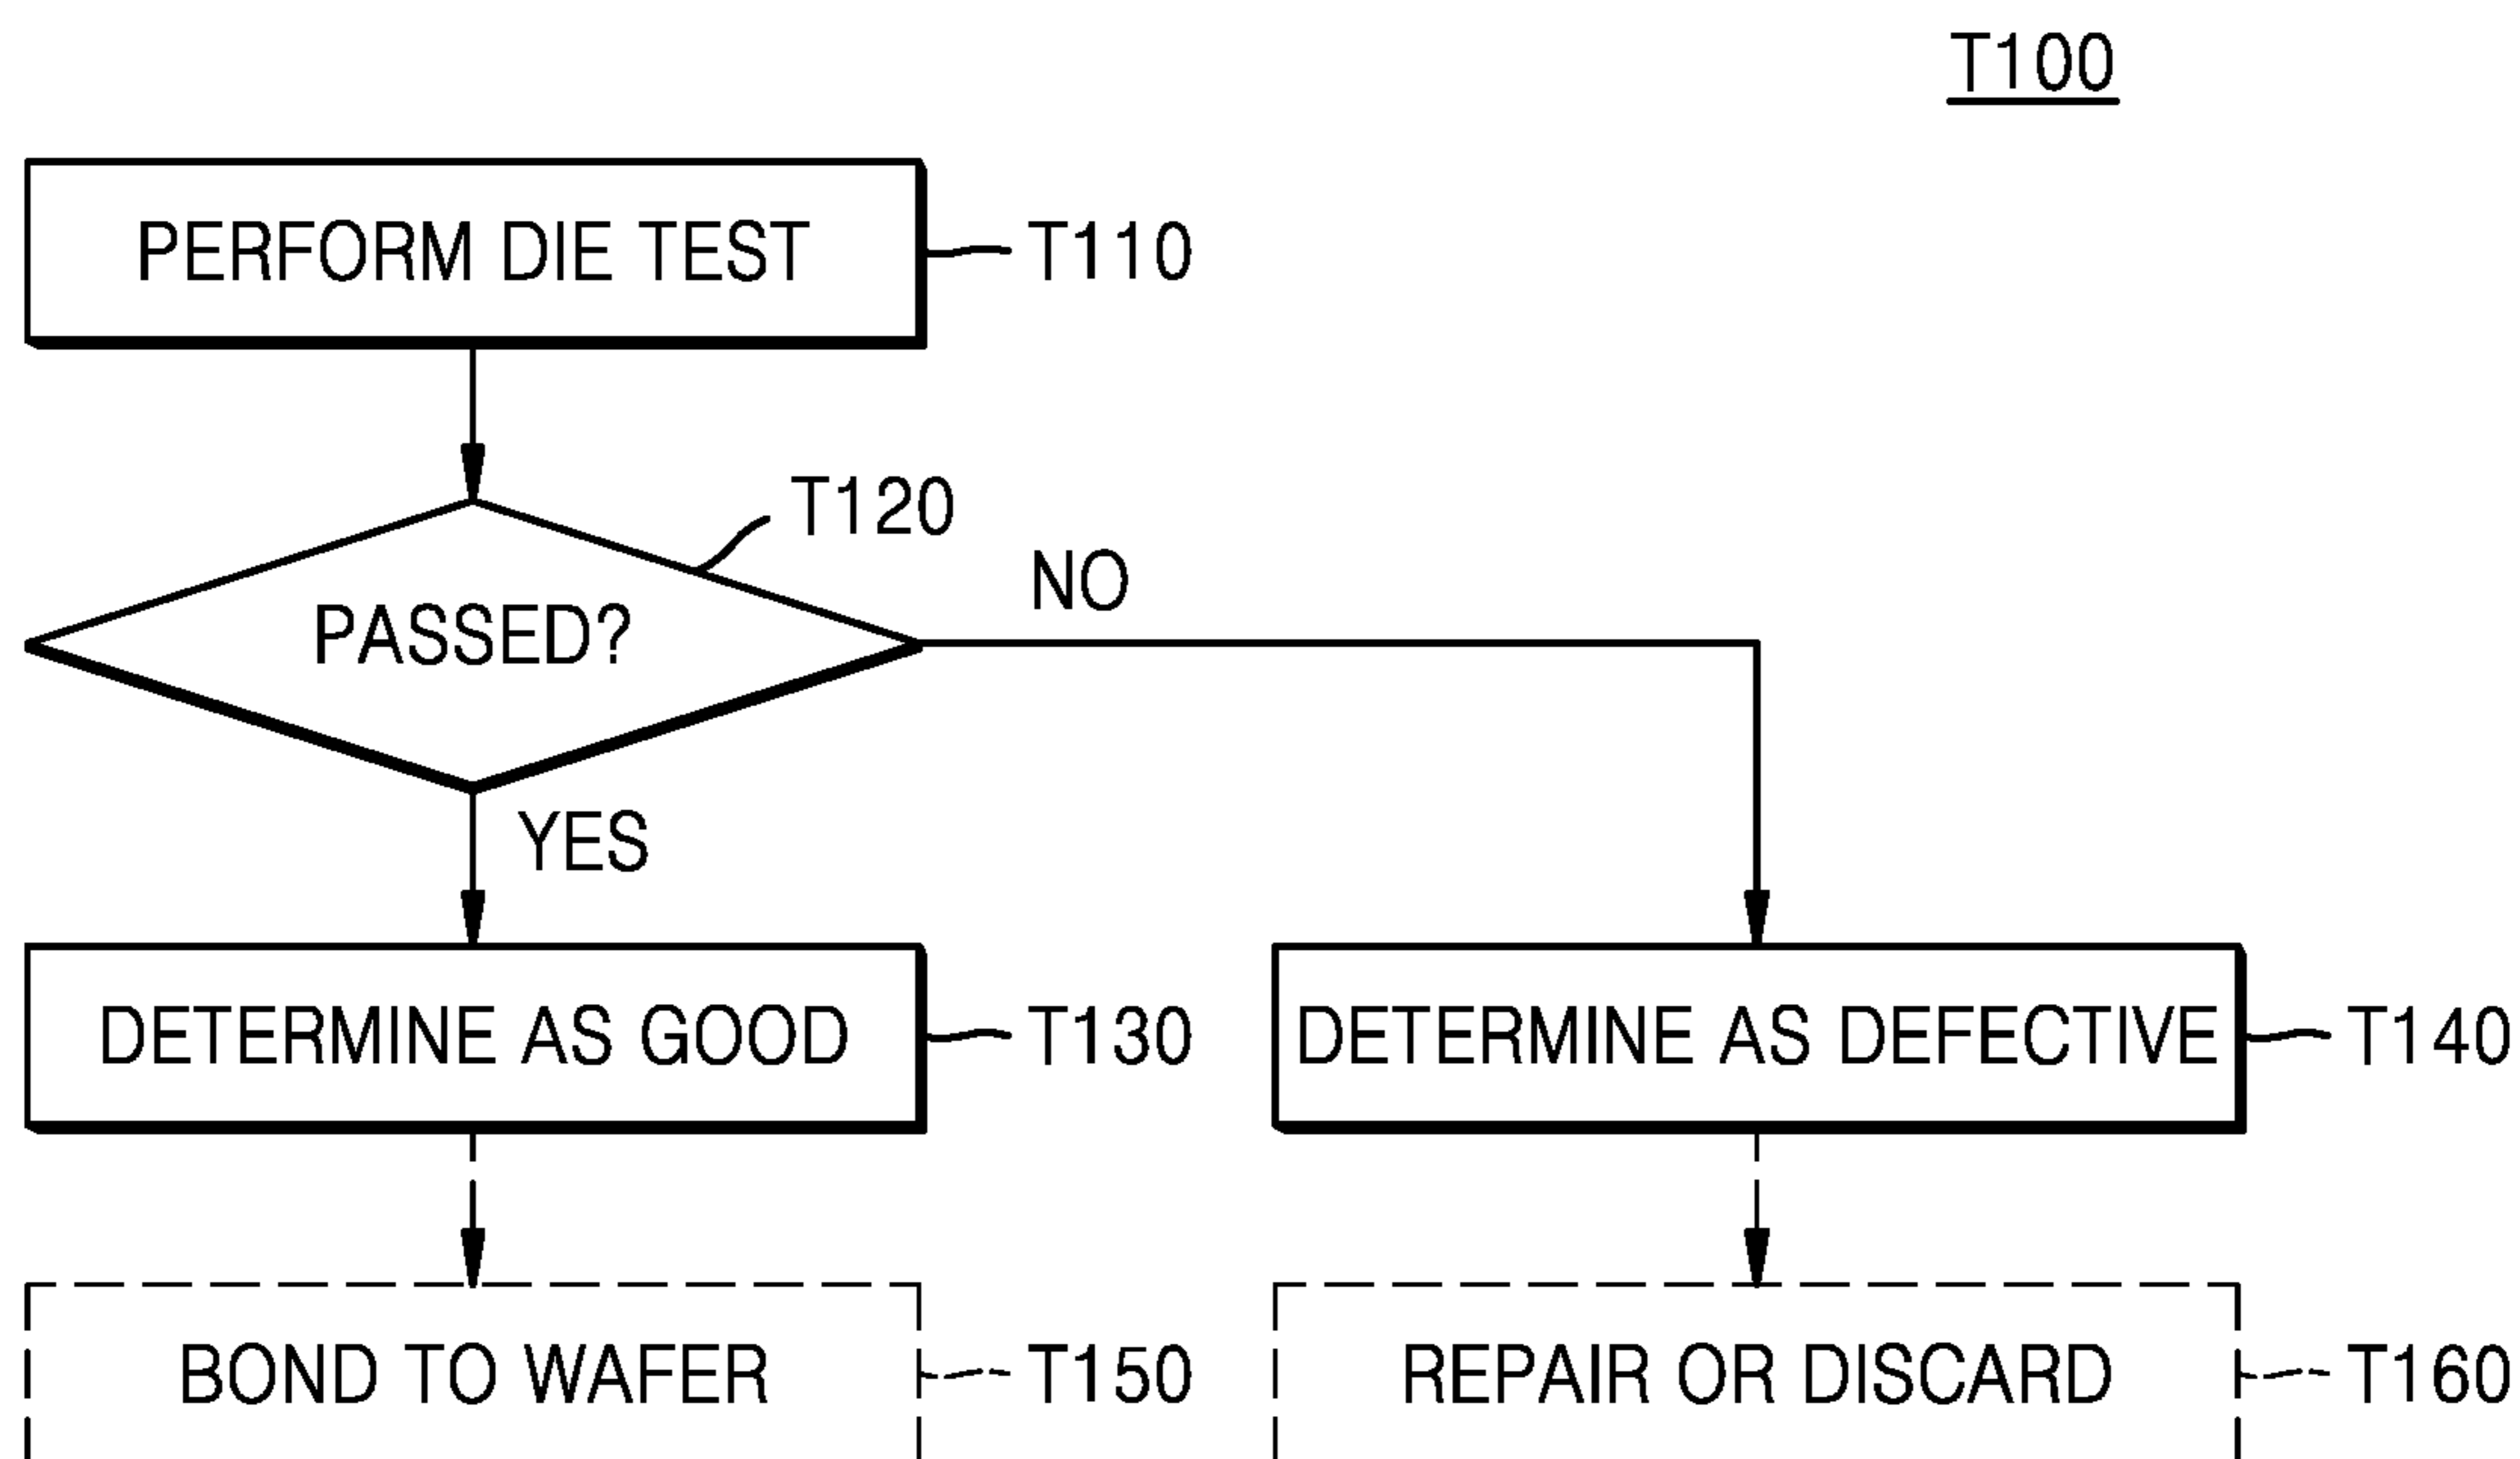 T100
PERFORM DIE TEST
T110
T120
NO
PASSED?
YES
DETERMINE AS GOOD
T130
DETERMINE AS DEFECTIVE
T140
BOND TO WAFER
T150
REPAIR OR DISCARD
T160